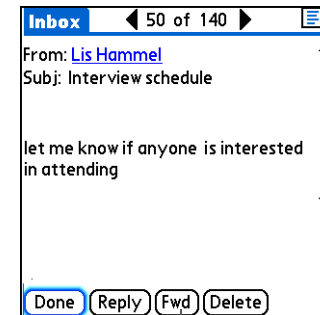 Inbox 50 of 140
From: Lis Hammel
Subj: Interview schedule
let me know if anyone is interested
in attending
Done Reply Fwd Delete